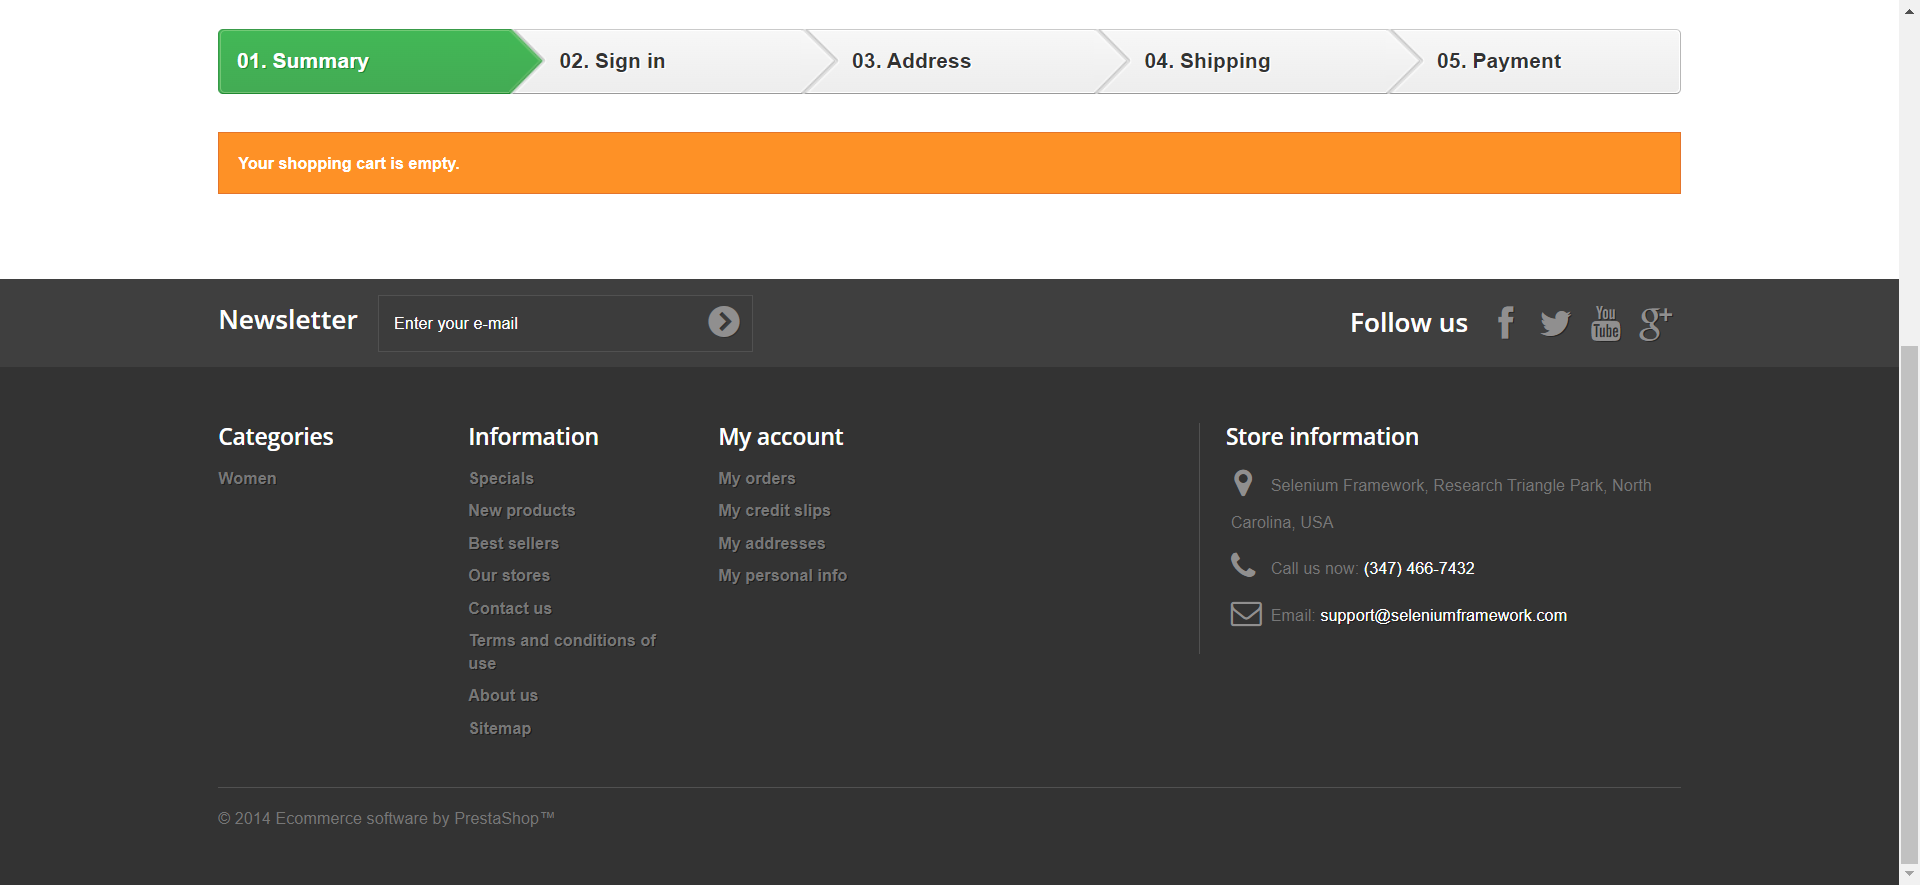 01. Summary
02. Sign in
03. Address
04. Shipping
05. Payment
Your shopping cart is empty.
Newsletter
Enter your e-mail
Follow us
You
Tube
g+
Categories
Women
Information
Specials
New products
Best sellers
Our stores
Contact us
Terms and conditions of
use
About us
Sitemap
My account
My orders
My credit slips
My addresses
My personal info
Store information
Selenium Framework, Research Triangle Park, North
Carolina, USA
Call us now: (347) 466-7432
Email: support@seleniumframework.com
© 2014 Ecommerce software by PrestaShop™